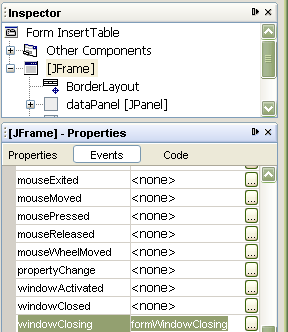 Inspector
Form InsertTable
Other Components
[JFrame]
BorderLayout
dataPanel [JPanel]
[JFrame] - Properties
Properties Events Code
mouseExited <none> ...
mouseMoved <none> ...
mousePressed <none> ...
mouseReleased <none> ...
mouseWheelMoved <none> ...
propertyChange <none> ...
windowActivated <none> ...
windowClosed <none> ...
windowClosing formWindowClosing ...